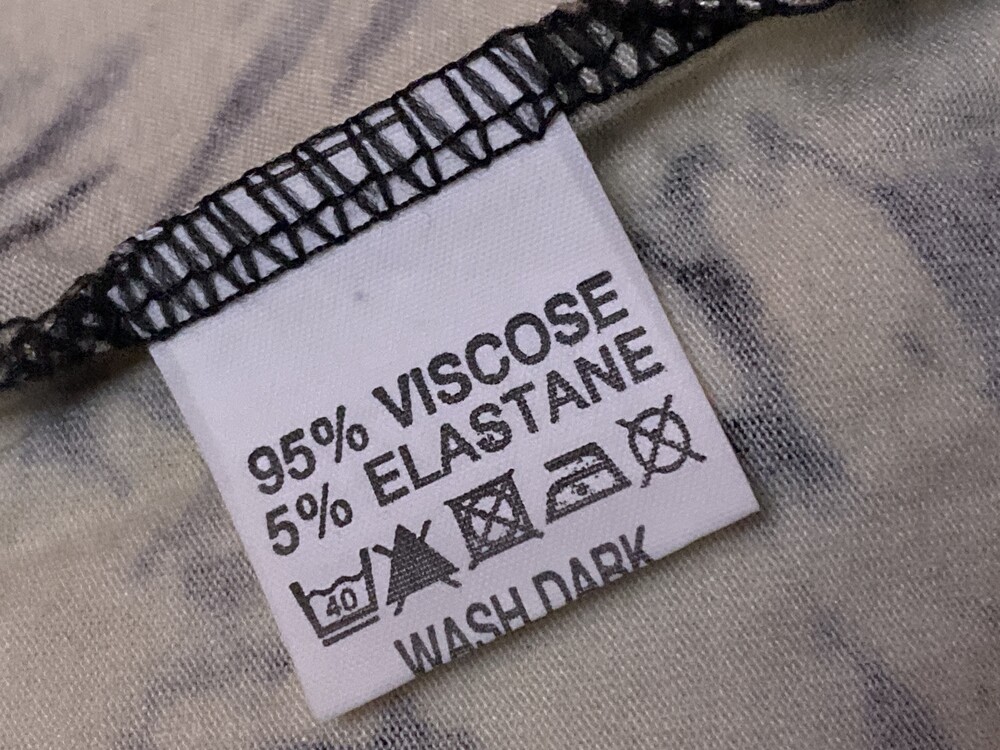 95% VISCOSE
5% ELASTANE
40
WASH DARK